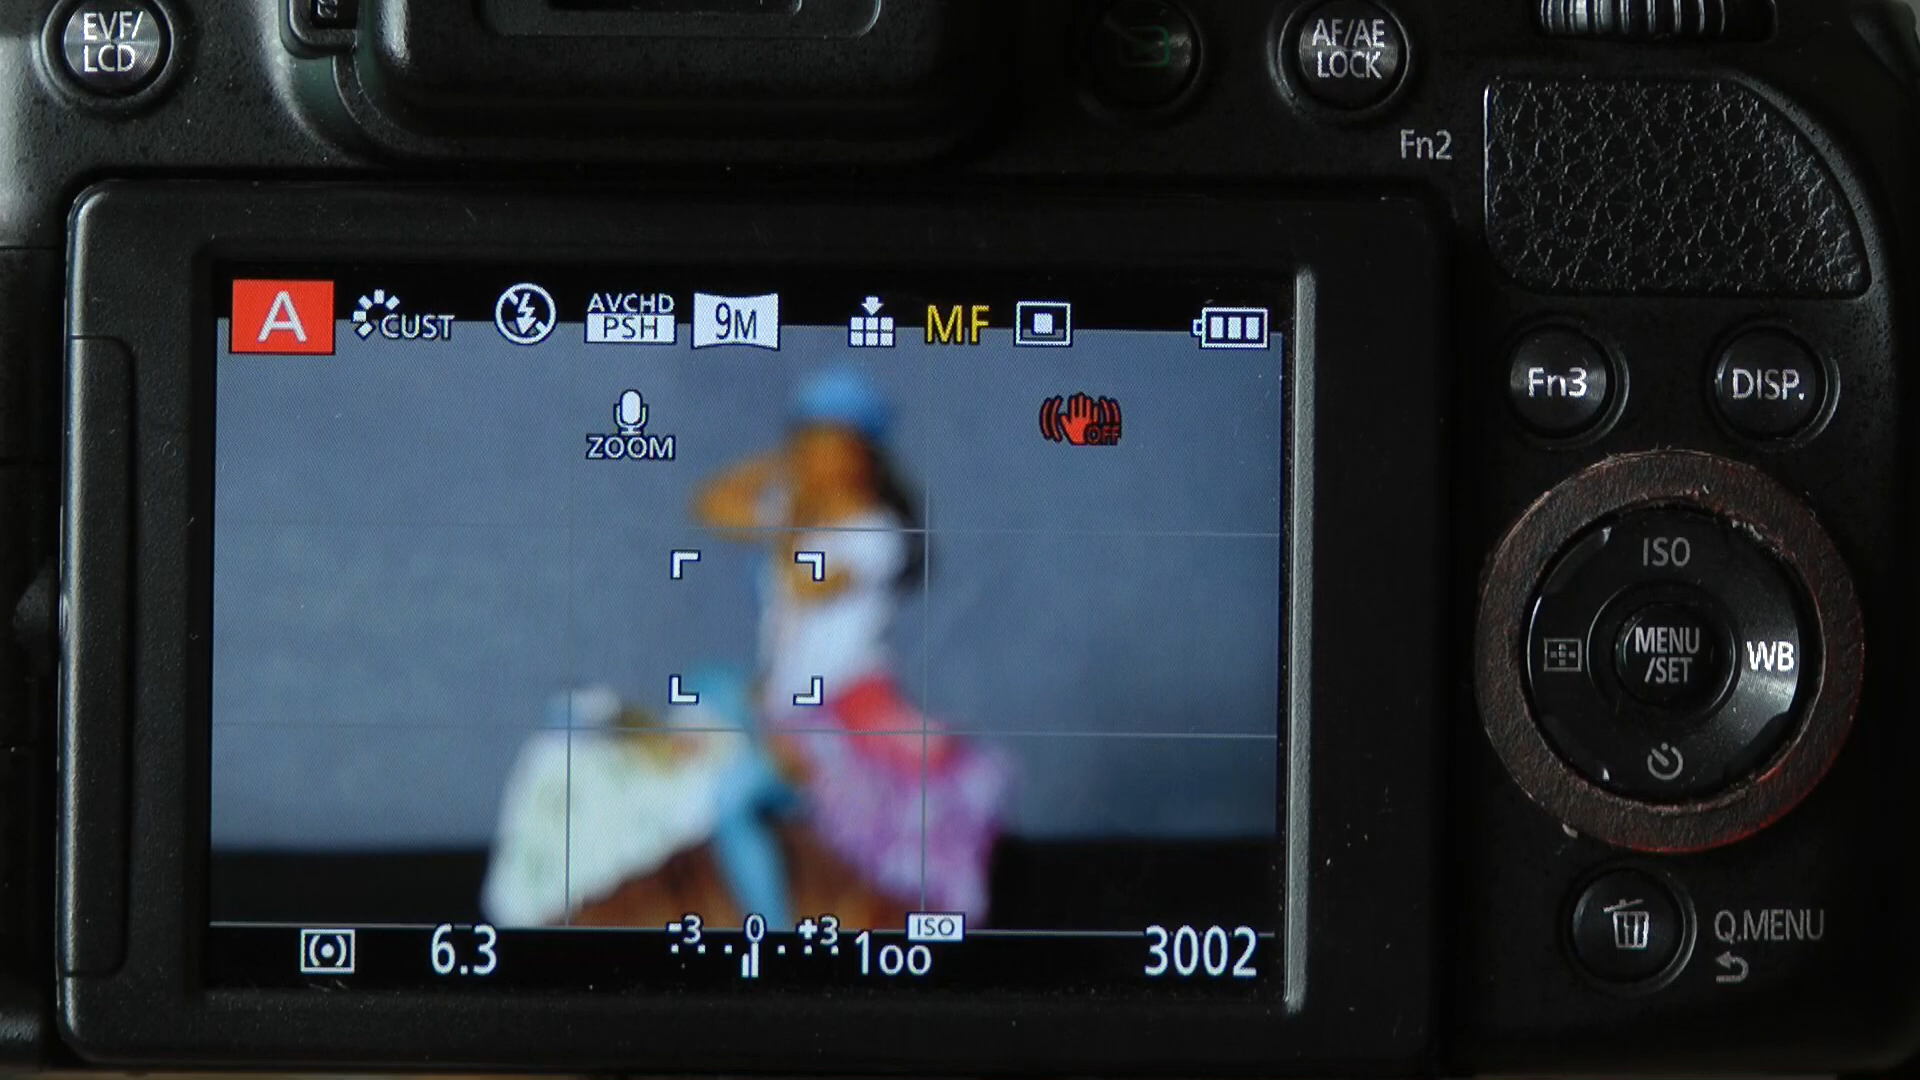 EVF/
LCD
AF/AE
LOCK
Fn2
A
CUST
AVCHD
PSH
9M
MF
ZOOM
OFF
Fn3
DISP.
ISO
MENU
/SET
WB
6.3
-3 0 +3
100
ISO
3002
Q.MENU